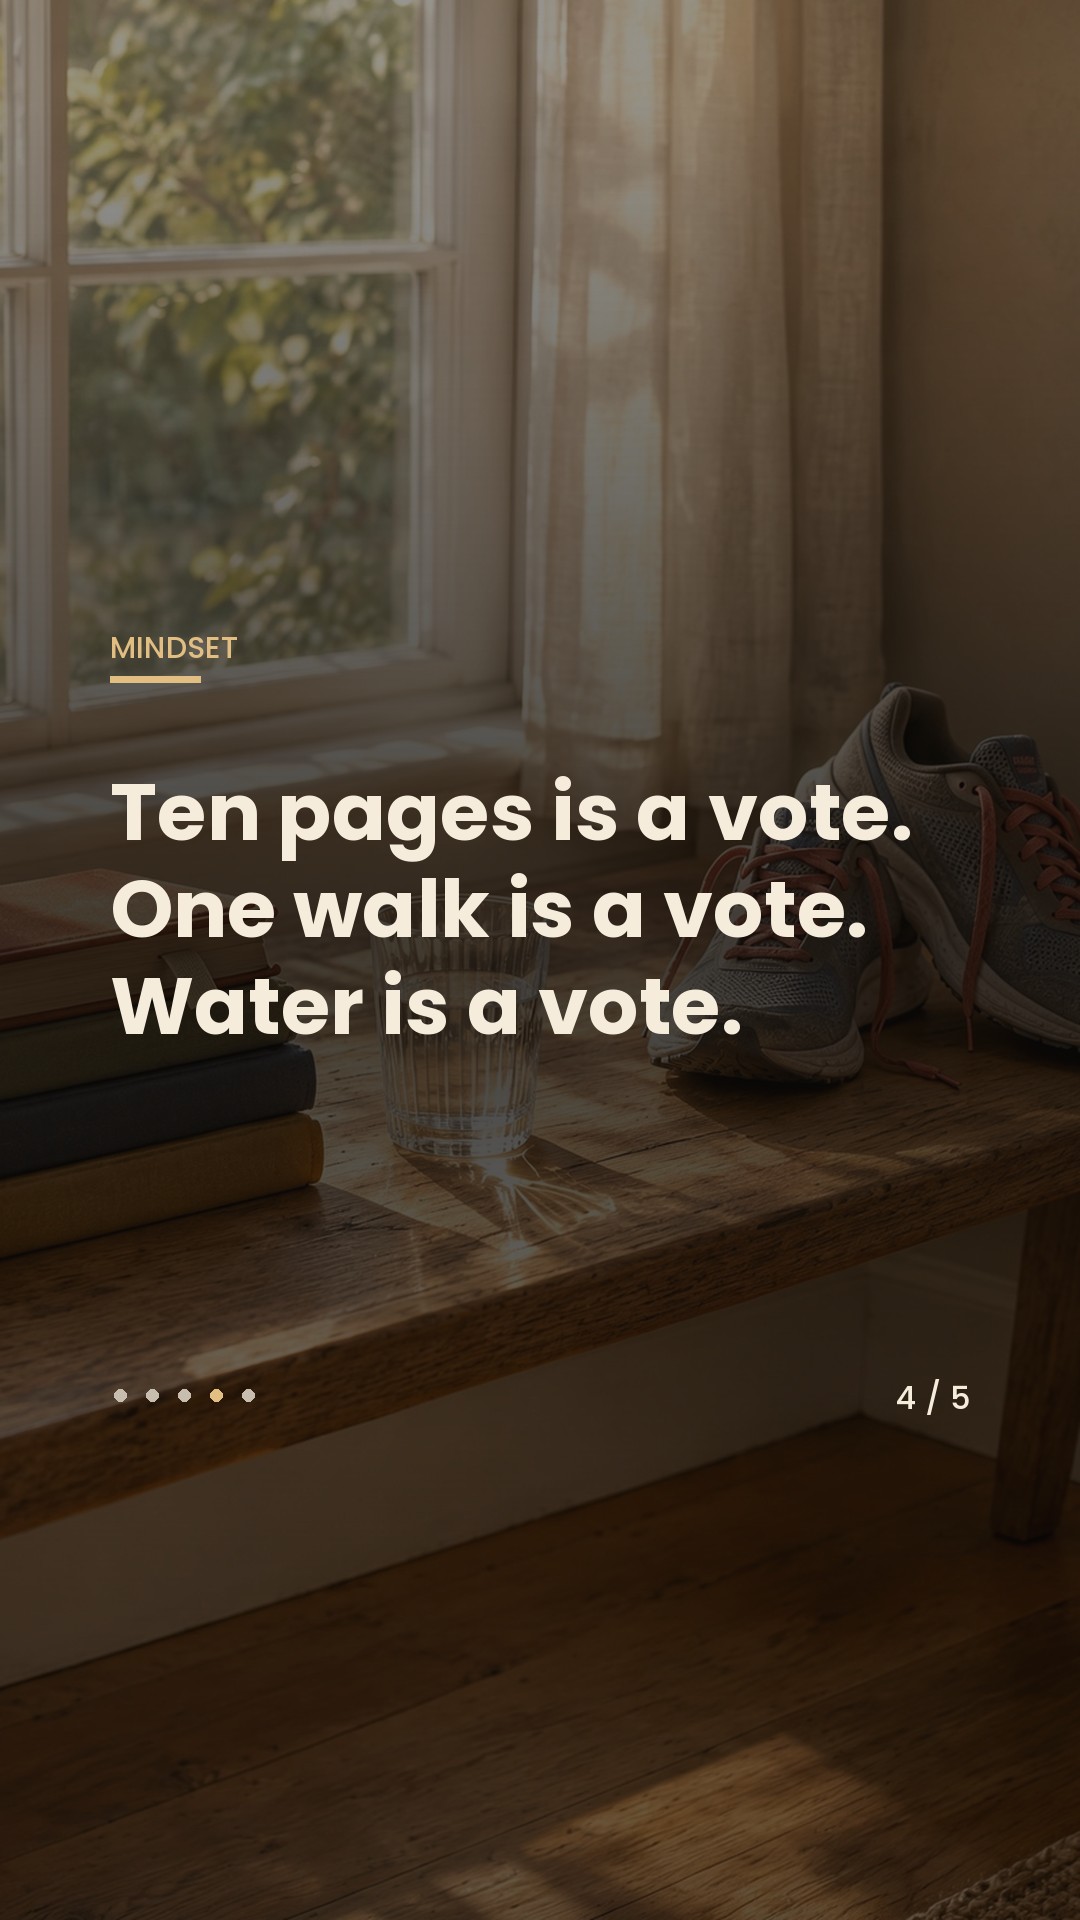 MINDSET
Ten pages is a vote.
One walk is a vote.
Water is a vote.
4 / 5